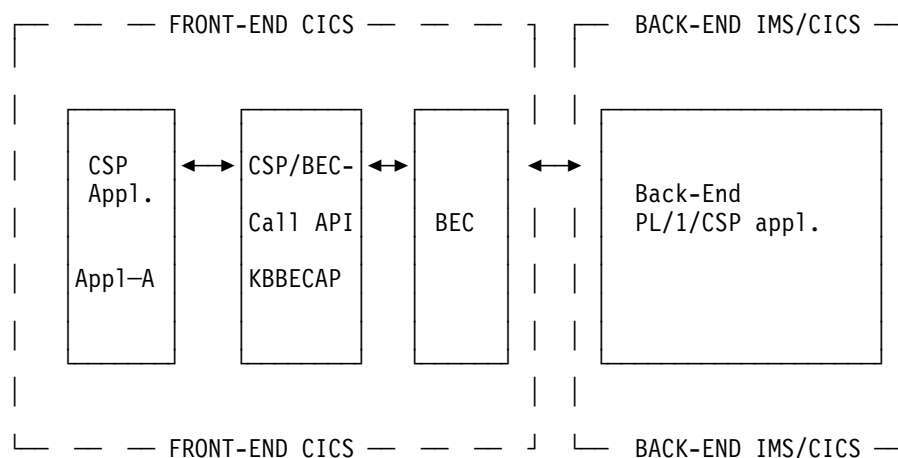 FRONT-END CICS
BACK-END IMS/CICS
CSP
Appl.
Appl—A
CSP/BEC-
Call API
KBBECAP
BEC
Back-End
PL/1/CSP appl.
FRONT-END CICS
BACK-END IMS/CICS